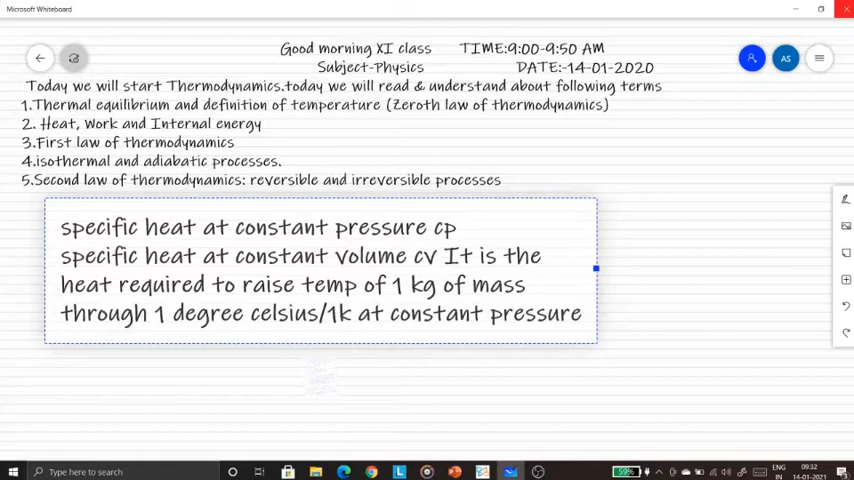 Microsoft Whiteboard
Good morning XI class TIME:9:00-9:50 AM
Subject-Physics DATE:-14-01-2020
AS
Today we will start Thermodynamics.today we will read & understand about following terms
1.Thermal equilibrium and definition of temperature (Zeroth law of thermodynamics)
2. Heat, Work and Internal energy
3.First law of thermodynamics
4.isothermal and adiabatic processes.
5.Second law of thermodynamics: reversible and irreversible processes
specific heat at constant pressure cp
specific heat at constant volume cv It is the
heat required to raise temp of 1 kg of mass
through 1 degree celsius/1k at constant pressure
Type here to search
59%
ENG
IN
09:32
14-01-2021